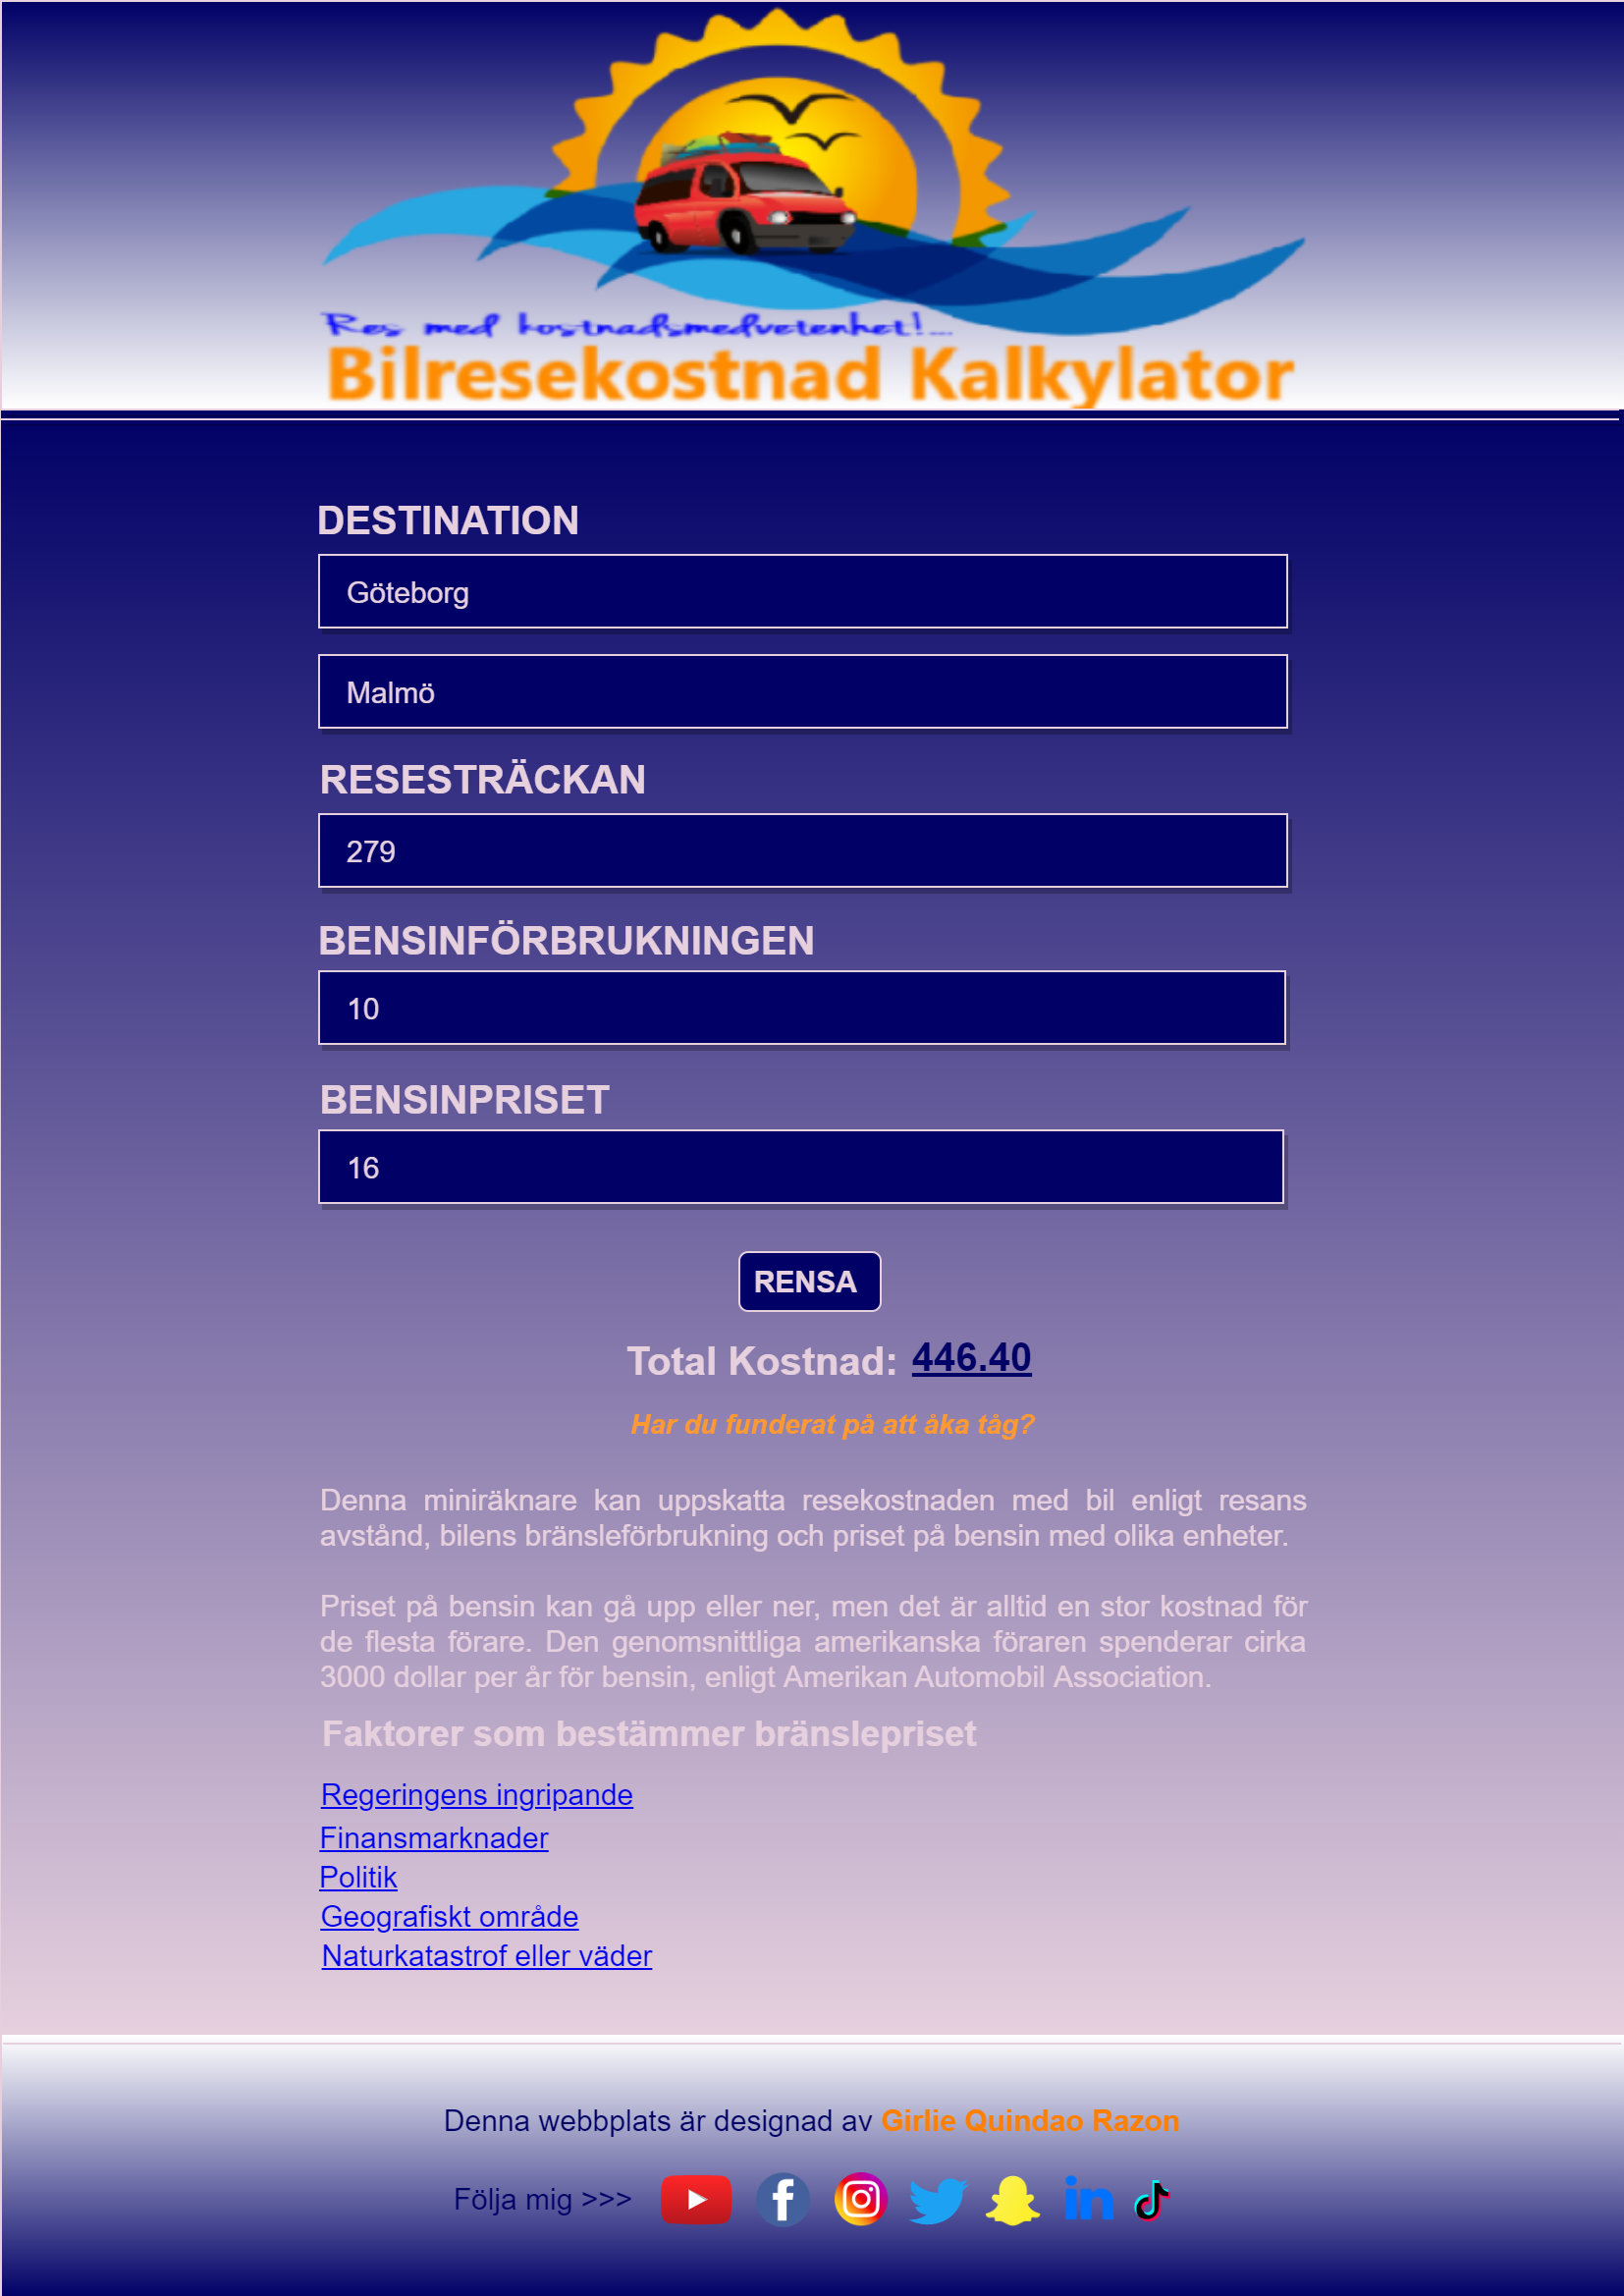 Res med kostnadsmedvetenhet!...
Bilresekostnad Kalkylator
DESTINATION
Göteborg
Malmö
RESESTRÄCKAN
279
BENSINFÖRBRUKNINGEN
10
BENSINPRISET
16
RENSA
Total Kostnad: 446.40
Har du funderat på att åka tåg?
Denna miniräknare kan uppskatta resekostnaden med bil enligt resans
avstånd, bilens bränsleförbrukning och priset på bensin med olika enheter.
Priset på bensin kan gå upp eller ner, men det är alltid en stor kostnad för
de flesta förare. Den genomsnittliga amerikanska föraren spenderar cirka
3000 dollar per år för bensin, enligt Amerikan Automobil Association.
Faktorer som bestämmer bränslepriset
Regeringens ingripande
Finansmarknader
Politik
Geografiskt område
Naturkatastrof eller väder
Denna webbplats är designad av Girlie Quindao Razon
Följa mig >>>